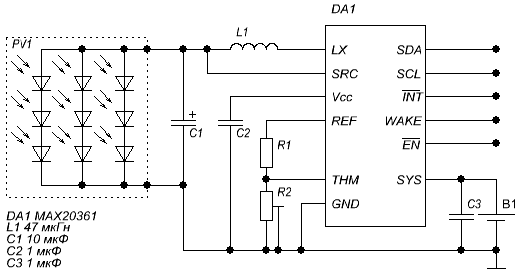 DA1
PV1
L1
LX
SDA
SRC
SCL
Vcc
INT
C1
C2
REF
WAKE
R1
EN
THM
SYS
R2
GND
C3
B1
DA1 MAX20361
L1 47 мкГн
C1 10 мкФ
C2 1 мкФ
C3 1 мкФ